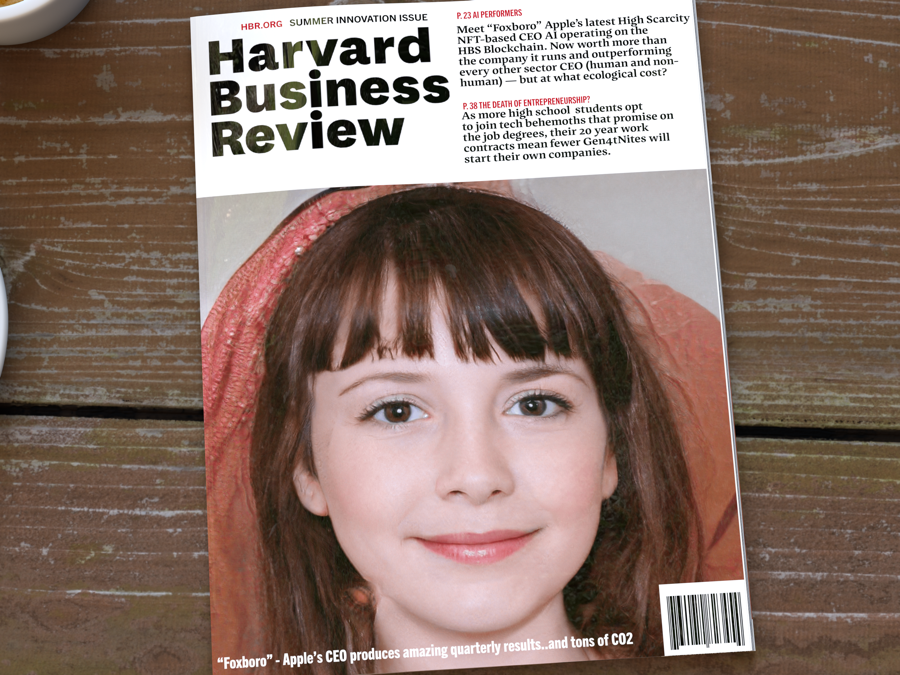 HBR.ORG SUMMER INNOVATION ISSUE
Harvard
Business
Review
P. 23 AI PERFORMERS
Meet “Foxboro” Apple’s latest High Scarcity
NFT-based CEO AI operating on the
HBS Blockchain. Now worth more than
the company it runs and outperforming
every other sector CEO (human and non-
human) — but at what ecological cost?
P. 38 THE DEATH OF ENTREPRENEURSHIP?
As more high school students opt
to join tech behemoths that promise on
the job degrees, their 20 year work
contracts mean fewer Gen4tNites will
start their own companies.
“Foxboro” - Apple’s CEO produces amazing quarterly results..and tons of CO2